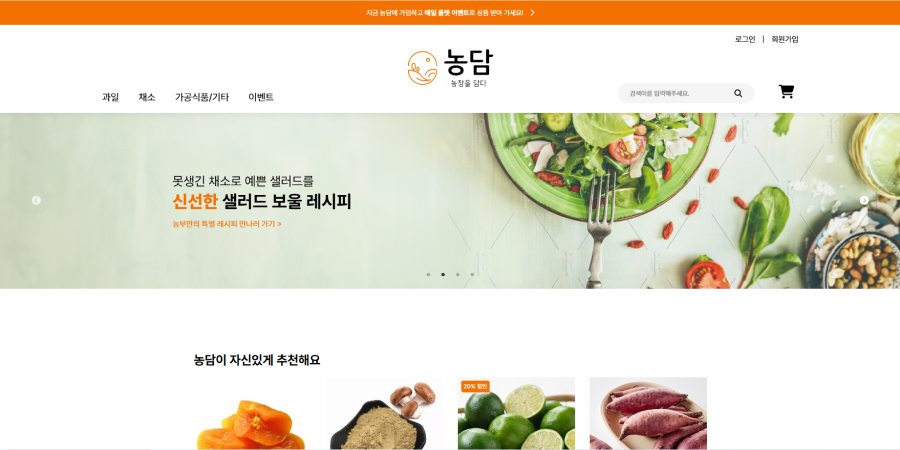 지금 농담에 가입하고 매일 룰렛 이벤트로 상품 받아 가세요!
로그인 | 회원가입
농담
농장을 담다
과일 채소 가공식품/기타 이벤트
검색어를 입력해주세요.
못생긴 채소로 예쁜 샐러드를
신선한 샐러드 보울 레시피
농부만의 특별 레시피 만나러 가기 >
농담이 자신있게 추천해요
20% 할인